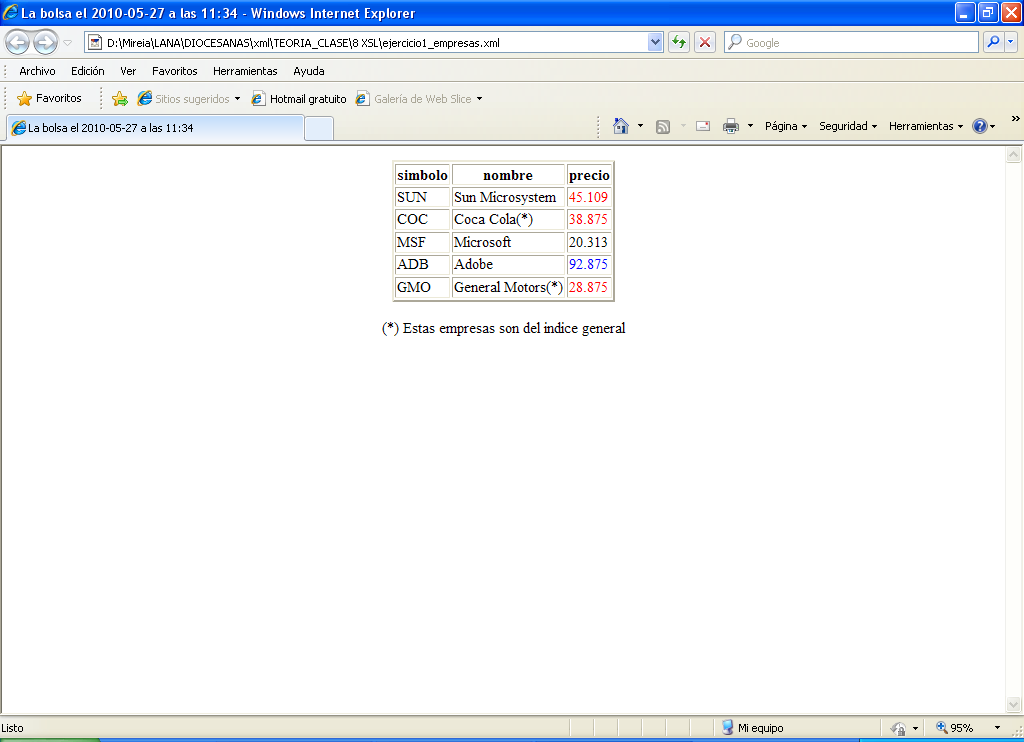 La bolsa el 2010-05-27 a las 11:34 - Windows Internet Explorer
D:\Mireia\LANA\DIOCESANAS\xml\TEORIA_CLASE\8 XSL\ejercicio1_empresas.xml Google
Archivo Edición Ver Favoritos Herramientas Ayuda
Favoritos Sitios sugeridos Hotmail gratuito Galería de Web Slice
La bolsa el 2010-05-27 a las 11:34 Página Seguridad Herramientas »
simbolo nombre precio
SUN Sun Microsystem 45.109
COC Coca Cola(*) 38.875
MSF Microsoft 20.313
ADB Adobe 92.875
GMO General Motors(*) 28.875
(*) Estas empresas son del indice general
Listo Mi equipo 95%